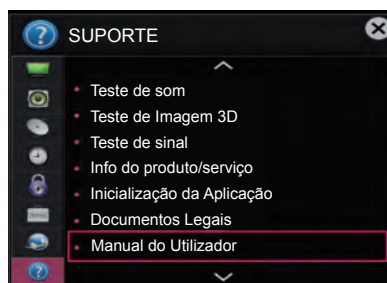 SUPORTE
Teste de som
Teste de Imagem 3D
Teste de sinal
Info do produto/serviço
Inicialização da Aplicação
Documentos Legais
Manual do Utilizador